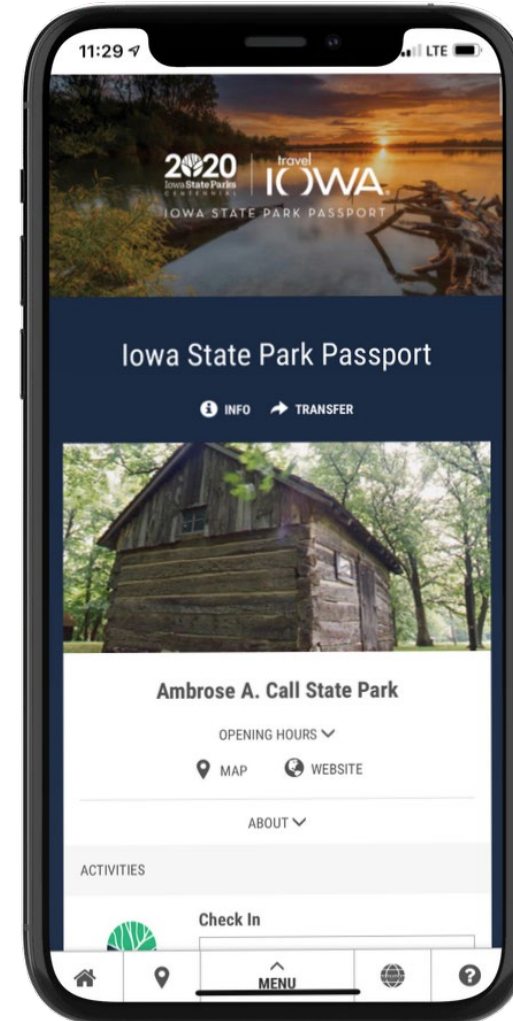 11:29
LTE
2020
Iowa State Parks
CENTENNIAL
travel
IOWA
IOWA STATE PARK PASSPORT
Iowa State Park Passport
INFO TRANSFER
Ambrose A. Call State Park
OPENING HOURS
MAP WEBSITE
ABOUT
ACTIVITIES
Check In
MENU
?